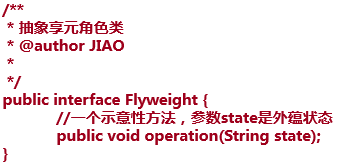 /**
* 抽象享元角色类
* @author JIAO
*
*/
public interface Flyweight {
//一个示意性方法，参数state是外蕴状态
public void operation(String state);
}